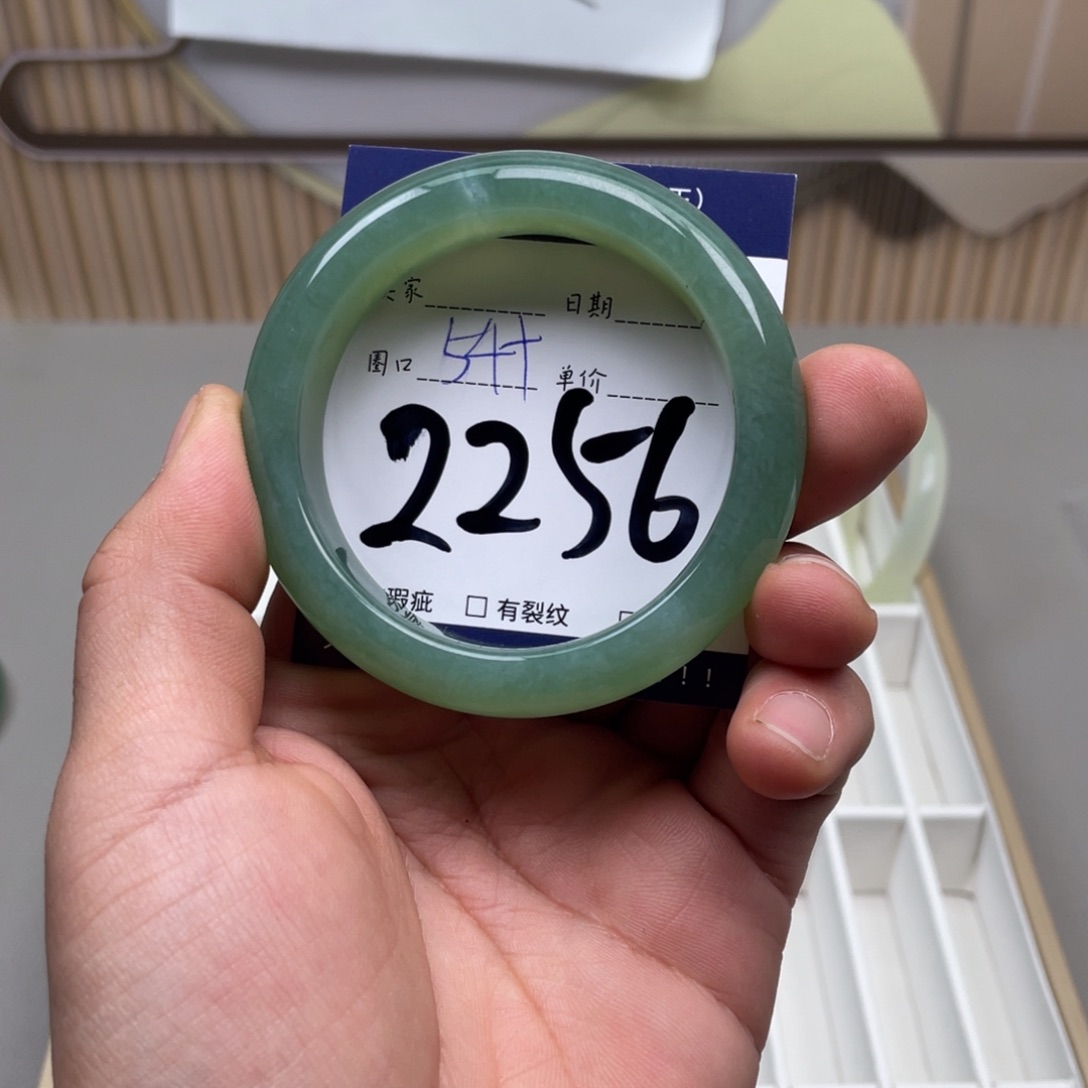 家 日期
圈口 54+ 单价
2256
瑕疵 □ 有裂纹 □
！！